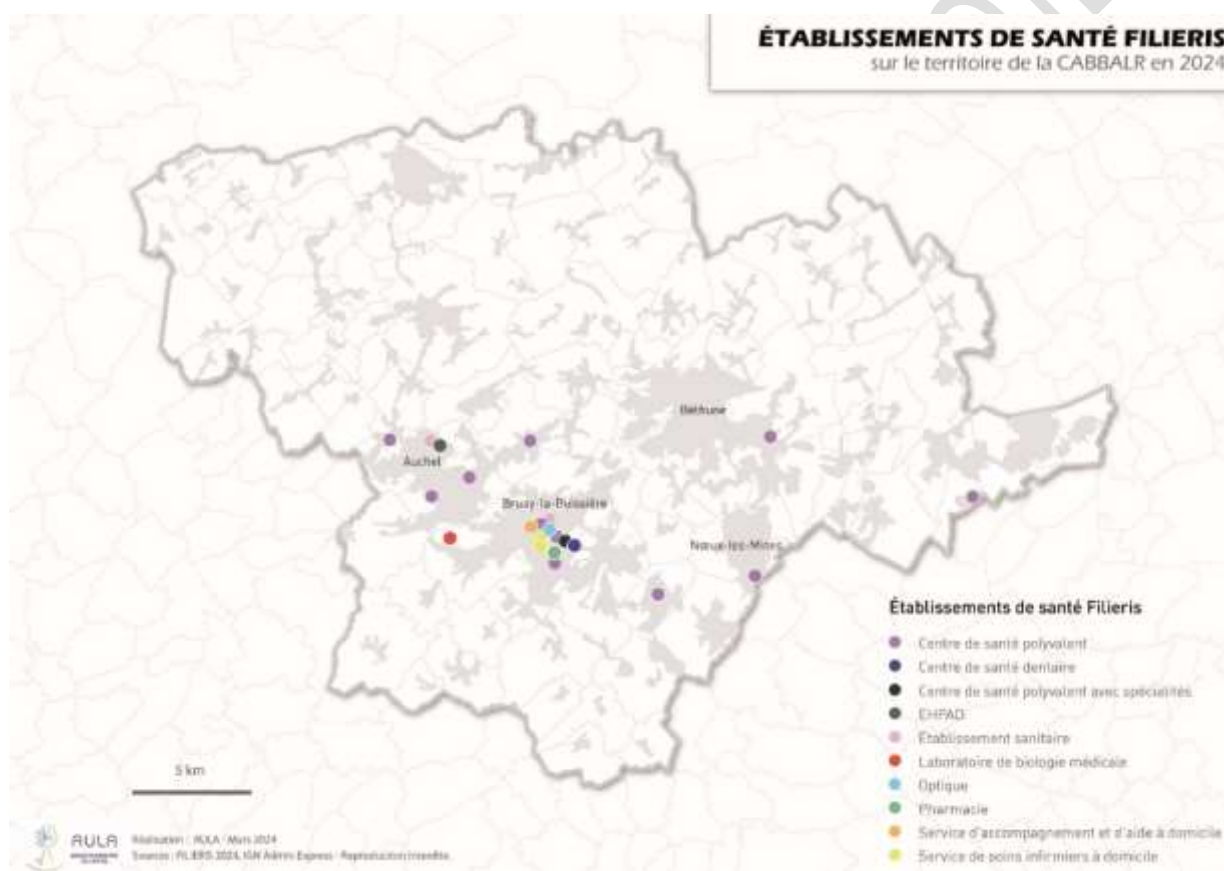 ÉTABLISSEMENTS DE SANTÉ FILIERIS
sur le territoire de la CABBALR en 2024
Béthune
Auchel
Bruay-la-Buissière
Nœux-les-Mines
Établissements de santé Filieris
Centre de santé polyvalent
Centre de santé dentaire
Centre de santé polyvalent avec spécialités
EHPAD
Etablissement sanitaire
Laboratoire de biologie médicale
Optique
Pharmacie
Service d'accompagnement et d'aide à domicile
Service de soins infirmiers à domicile
5 km
AULA
Réalisation : AULA - Mars 2024
Sources : FILIERIS 2024, IGN Admin Express - Reproduction interdite